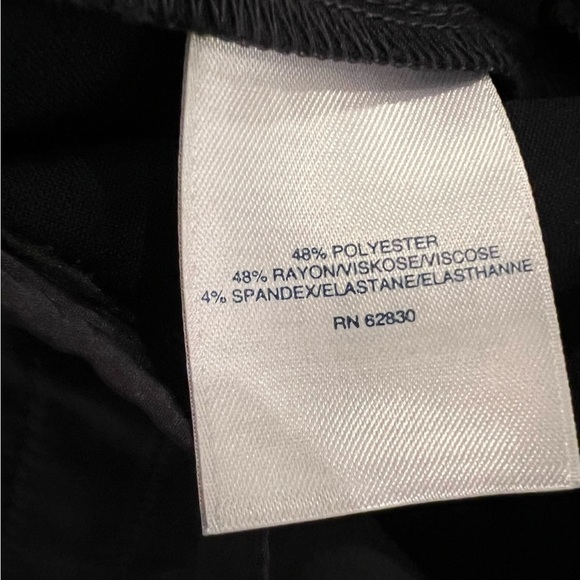 48% POLYESTER
48% RAYON/VISKOSE/VISCOSE
4% SPANDEX/ELASTANE/ELASTHANNE
RN 62830